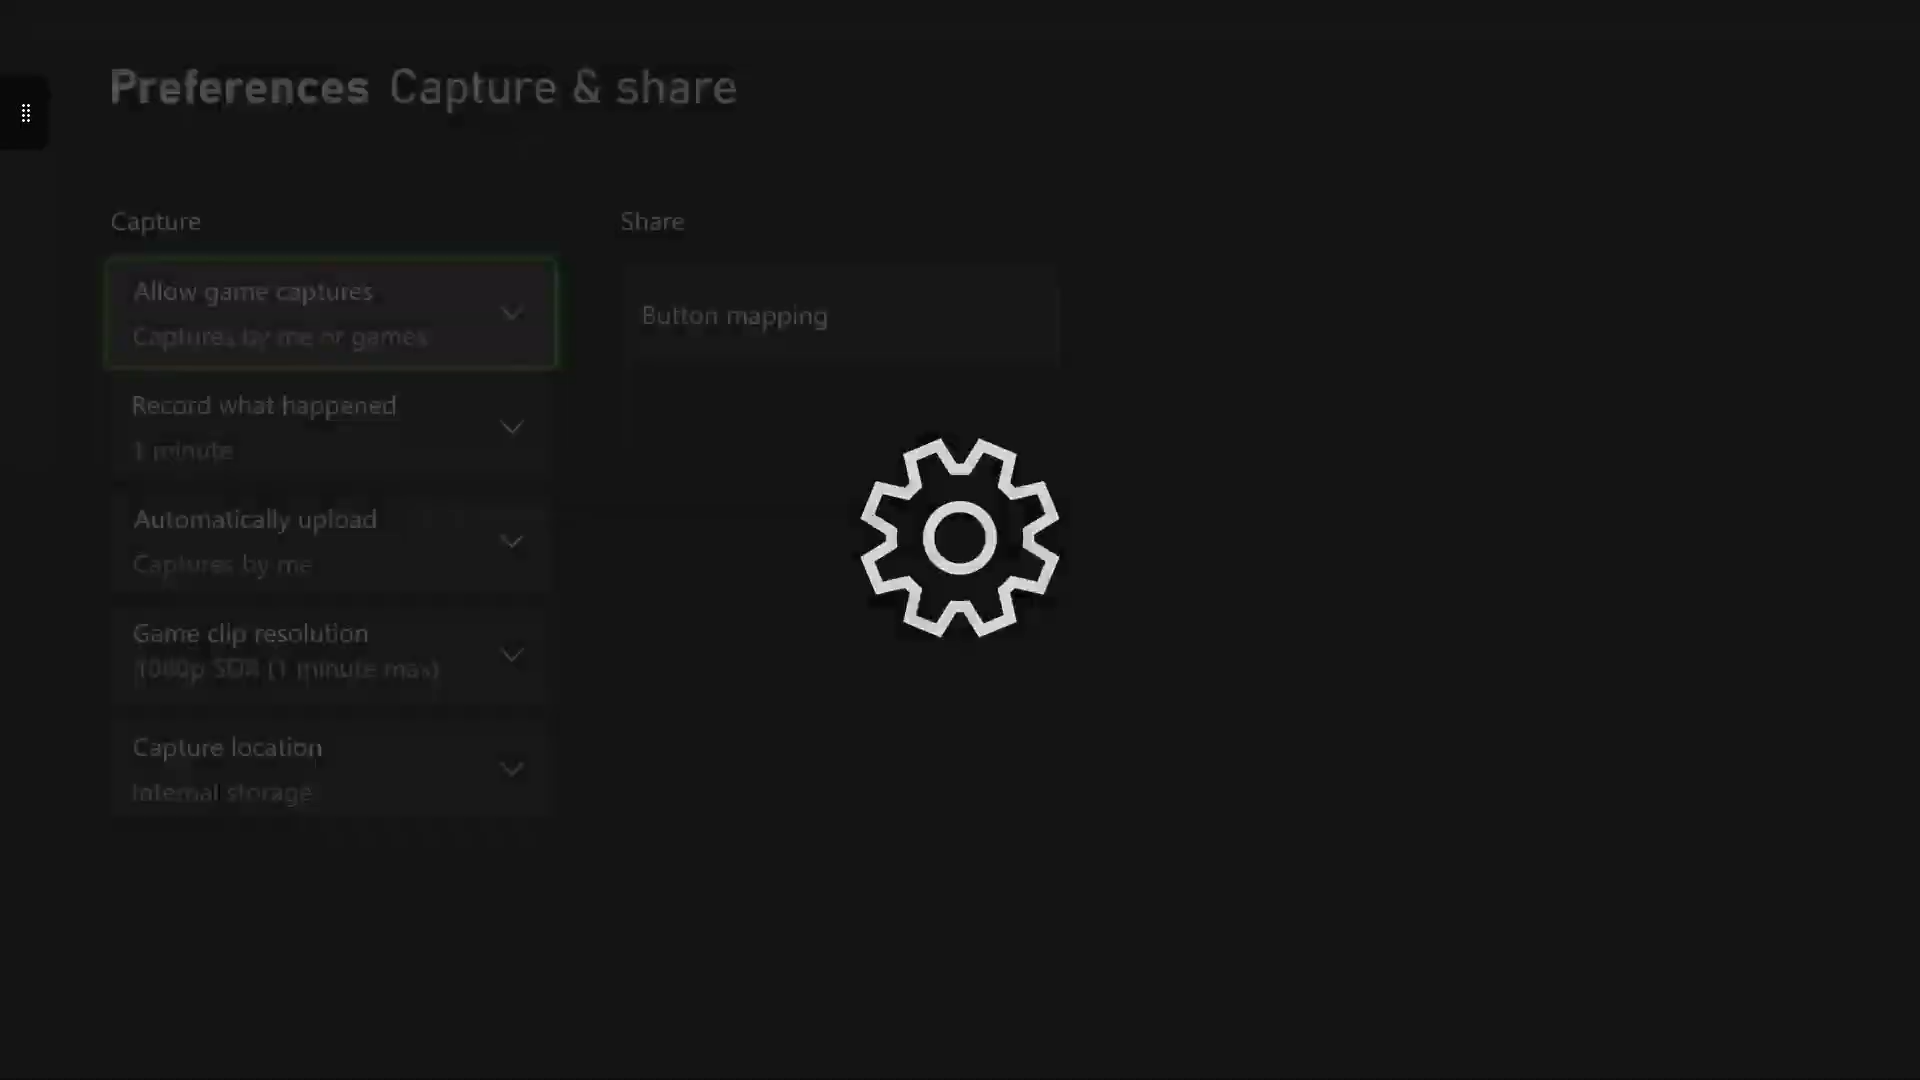 Preferences Capture & share
Capture
Allow game captures
Captures by me or games
Record what happened
1 minute
Automatically upload
Captures by me
Game clip resolution
1080p SDR (1 minute max)
Capture location
Internal storage
Share
Button mapping